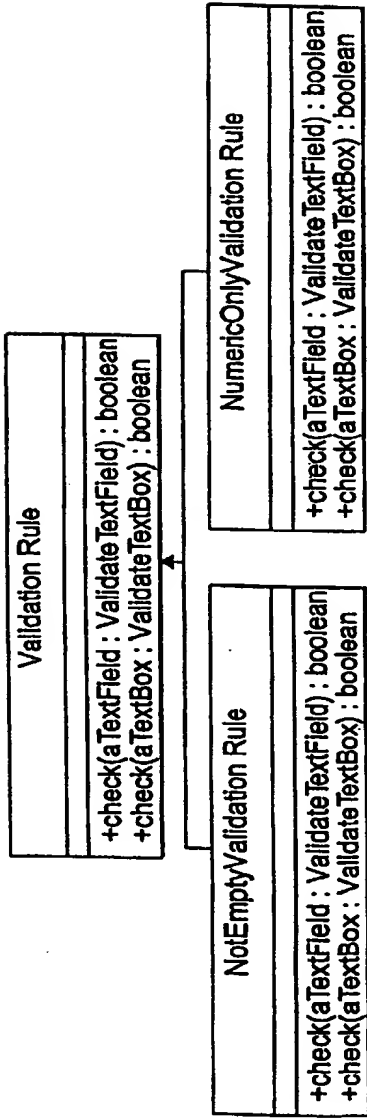 Validation Rule
+check(aTextField : ValidateTextField) : boolean
+check(aTextBox : ValidateTextBox) : boolean
NotEmptyValidation Rule
+check(aTextField : ValidateTextField) : boolean
+check(aTextBox : ValidateTextBox) : boolean
NumericOnlyValidation Rule
+check(aTextField : ValidateTextField) : boolean
+check(aTextBox : ValidateTextBox) : boolean